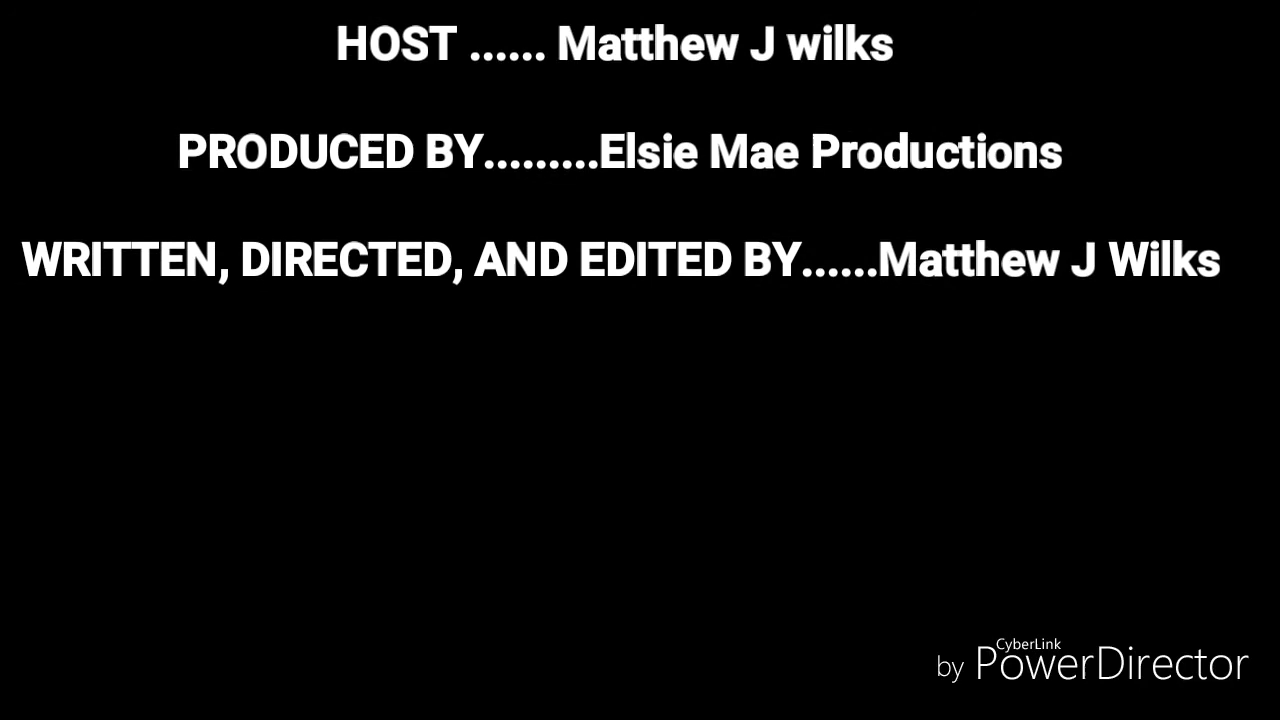 HOST ...... Matthew J wilks
PRODUCED BY.........Elsie Mae Productions
WRITTEN, DIRECTED, AND EDITED BY......Matthew J Wilks
CyberLink
by PowerDirector